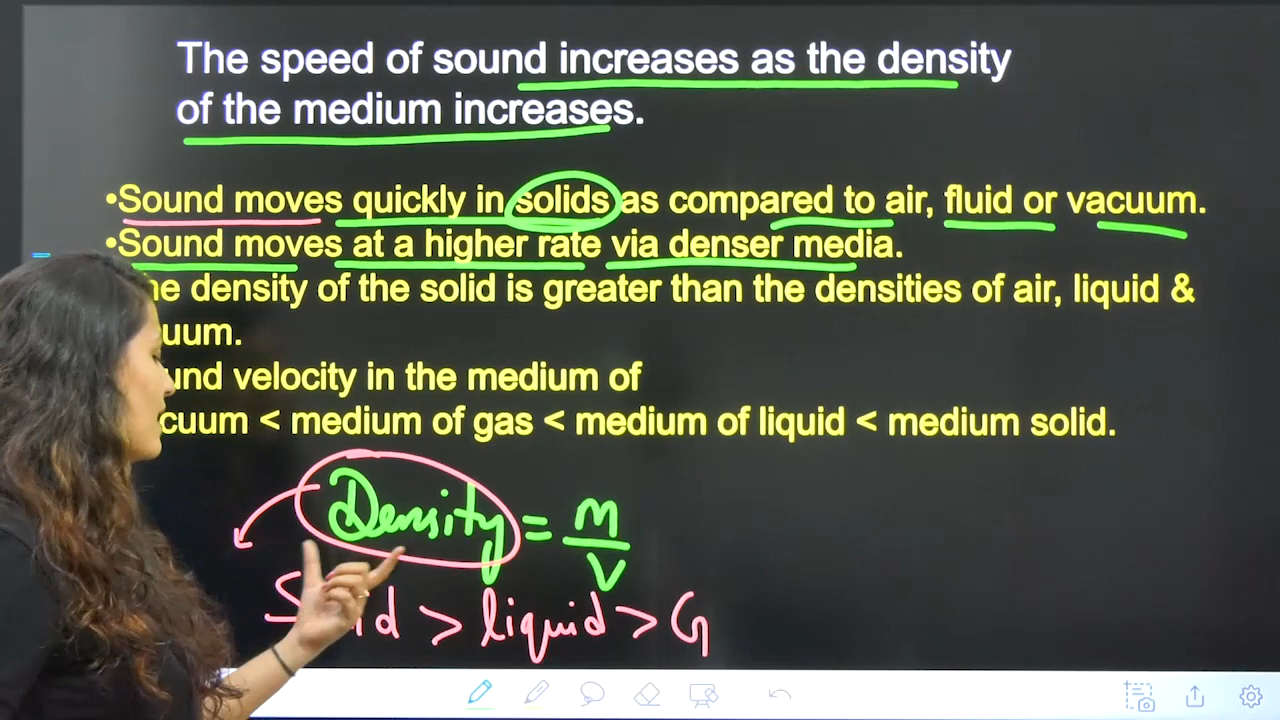 The speed of sound increases as the density
of the medium increases.
•Sound moves quickly in solids as compared to air, fluid or vacuum.
•Sound moves at a higher rate via denser media.
he density of the solid is greater than the densities of air, liquid &
uum.
und velocity in the medium of
cuum < medium of gas < medium of liquid < medium solid.
Density = m
v
> liquid > G